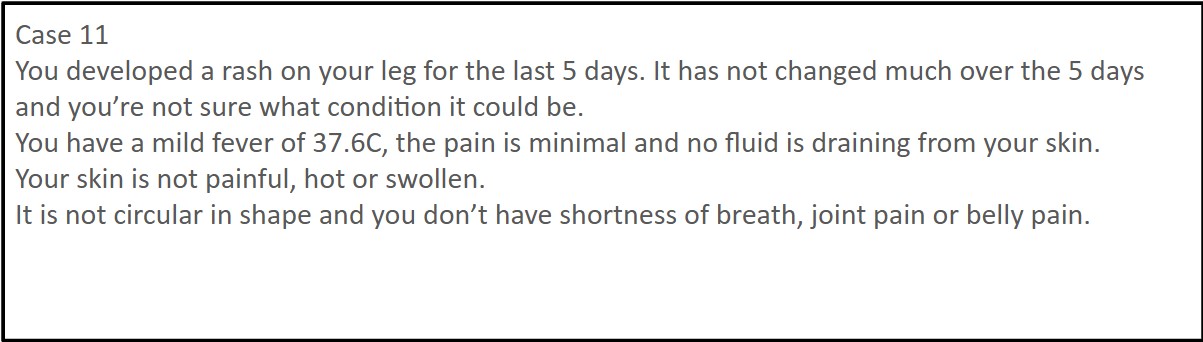 Case 11
You developed a rash on your leg for the last 5 days. It has not changed much over the 5 days
and you’re not sure what condition it could be.
You have a mild fever of 37.6C, the pain is minimal and no fluid is draining from your skin.
Your skin is not painful, hot or swollen.
It is not circular in shape and you don’t have shortness of breath, joint pain or belly pain.